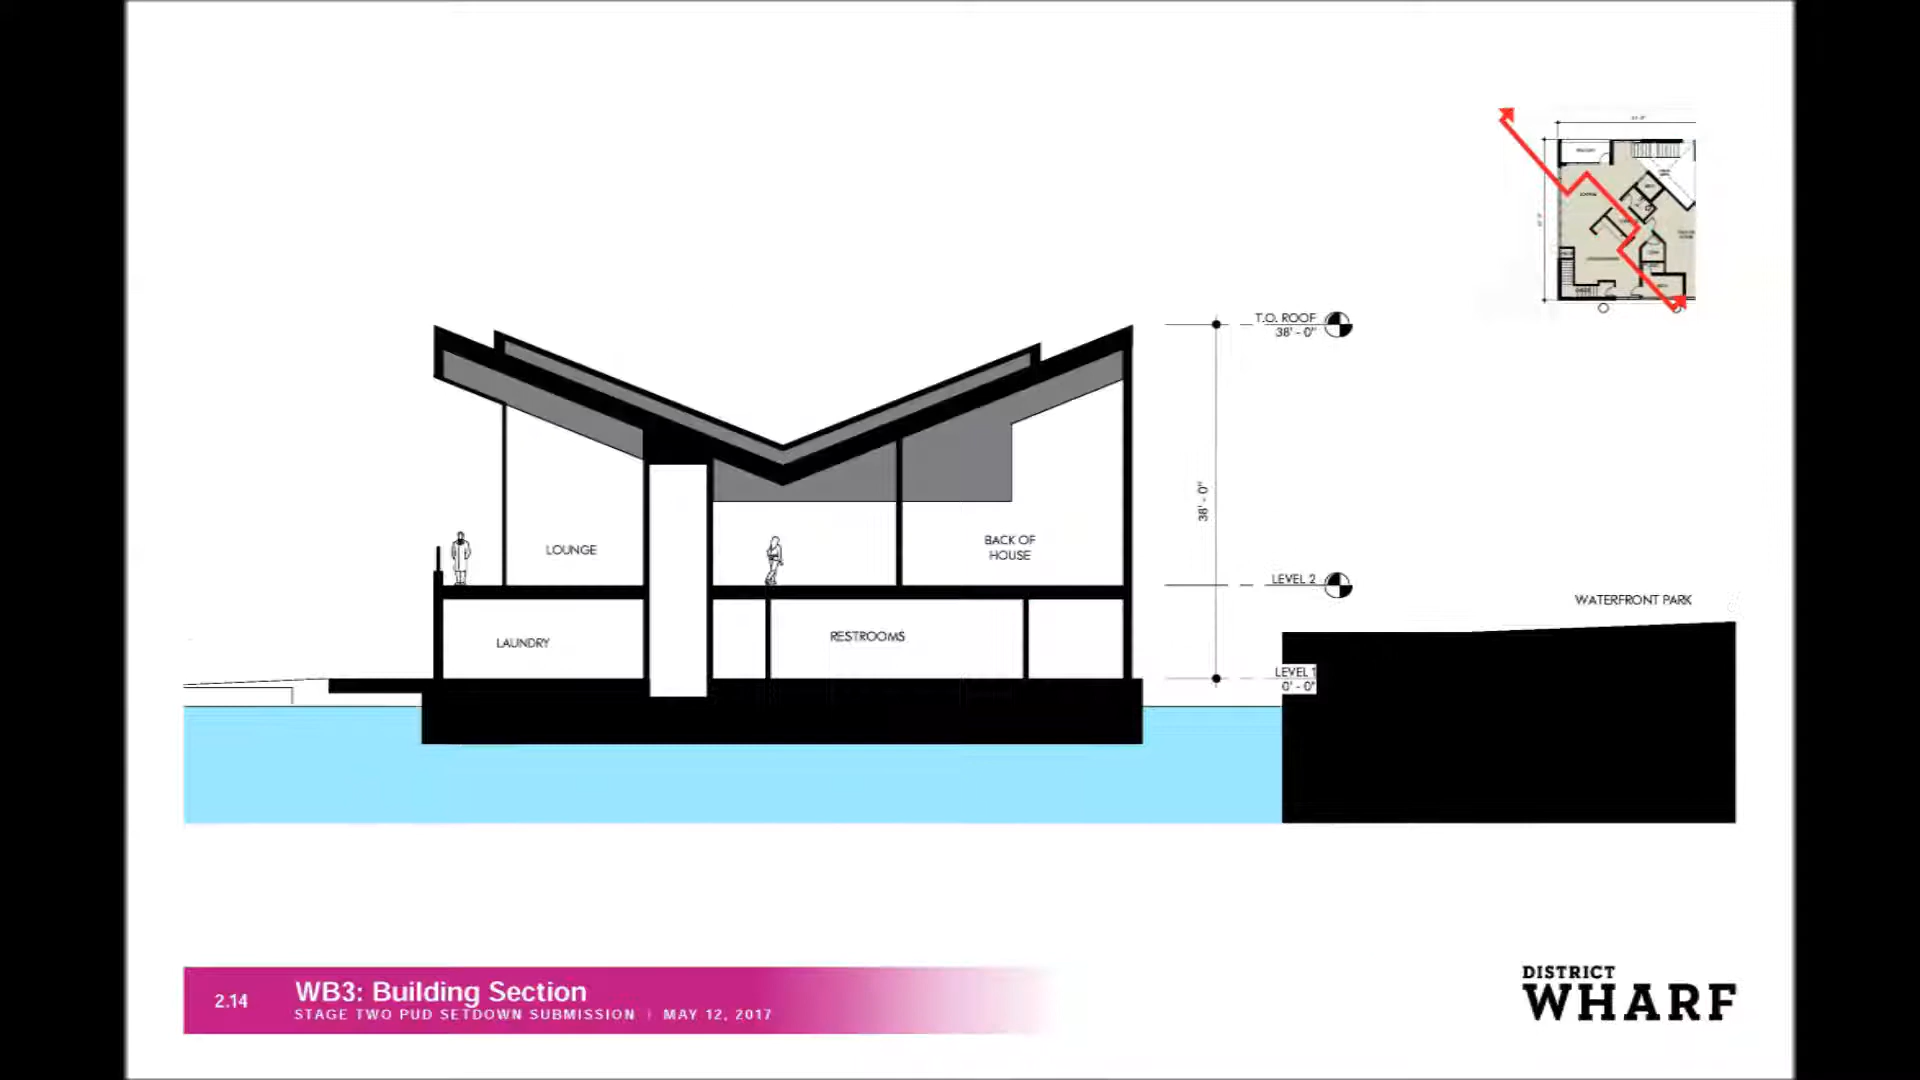 T.O. ROOF
38' - 0"
38' - 0"
LOUNGE
BACK OF
HOUSE
LEVEL 2
WATERFRONT PARK
LAUNDRY
RESTROOMS
LEVEL 1
0' - 0"
2.14
WB3: Building Section
STAGE TWO PUD SETDOWN SUBMISSION | MAY 12, 2017
DISTRICT
WHARF